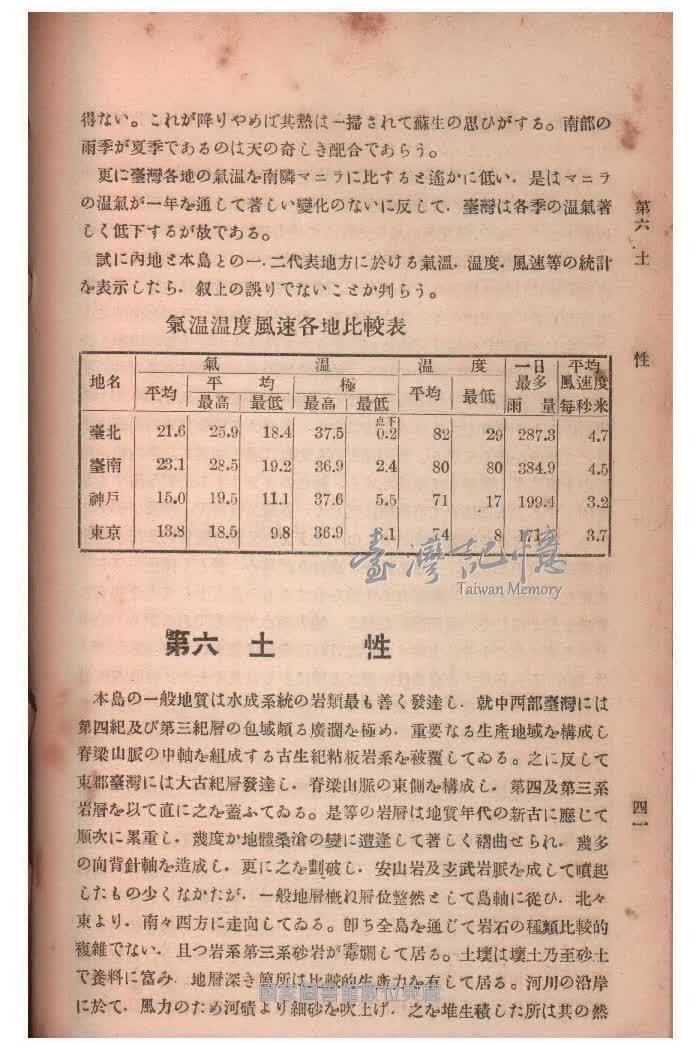 得ない。これが降りやめば其熱は一掃されて蘇生の思ひがする。南部の
雨季が夏季であるのは天の奇しき配合であらう。
更に臺灣各地の氣温を南隣マニラに比すると遙かに低い．是はマニラ
の温氣が一年を通して著しい變化のないに反して．臺灣は各季の温氣著
しく低下するが故である。
試に內地と本島との一．二代表地方に於ける氣温．温度．風速等の統計
を表示したら．叙上の誤りでないことか判らう。
氣温温度風速各地比較表
地名 氣温 温度 一日最多雨量 平均風速度每秒米
平均 平均 極 平均 最低
最高 最低 最高 最低
臺北 21.6 25.9 18.4 37.5 点下0.2 82 29 287.3 4.7
臺南 23.1 28.5 19.2 36.9 2.4 80 80 384.9 4.5
神戶 15.0 19.5 11.1 37.6 5.5 71 17 199.4 3.2
東京 13.8 18.5 9.8 36.9 .1 74 8 171. 3.7
臺灣記憶
Taiwan Memory
第六 土 性
本島の一般地質は水成系統の岩類最も善く發達し．就中西部臺灣には
第四紀及び第三紀層の包域頗る廣濶を極め．重要なる生產地域を構成し
脊梁山脈の中軸を組成する古生紀粘板岩系を被覆してゐる。之に反して
東部臺灣には大古紀層發達し．脊梁山脈の東側を構成し．第四及第三系
岩層を以て直に之を蓋ふてゐる。是等の岩層は地質年代の新古に應じて
順次に累重し．幾度か地體桑滄の變に遭逢して著しく褶曲せられ．幾多
の向背針軸を造成し．更に之を劃破し．安山岩及玄武岩脈を成して噴起
したもの少くなかたが．一般地層槪ね層位整然として島軸に從ひ．北々
東より．南々西方に走向してゐる。卽ち全島を通じて岩石の種類比較的
複雜でない．且つ岩系第三系砂岩が霉爛して居る。土壤は壤土乃至砂土
で養料に富み．地層深き箇所は比較的生產力を有して居る。河川の沿岸
に於て．風力のため河磧より細砂を吹上げ．之を堆生積した所は其の然
國家圖書館數位典藏
第六 土 性
四一